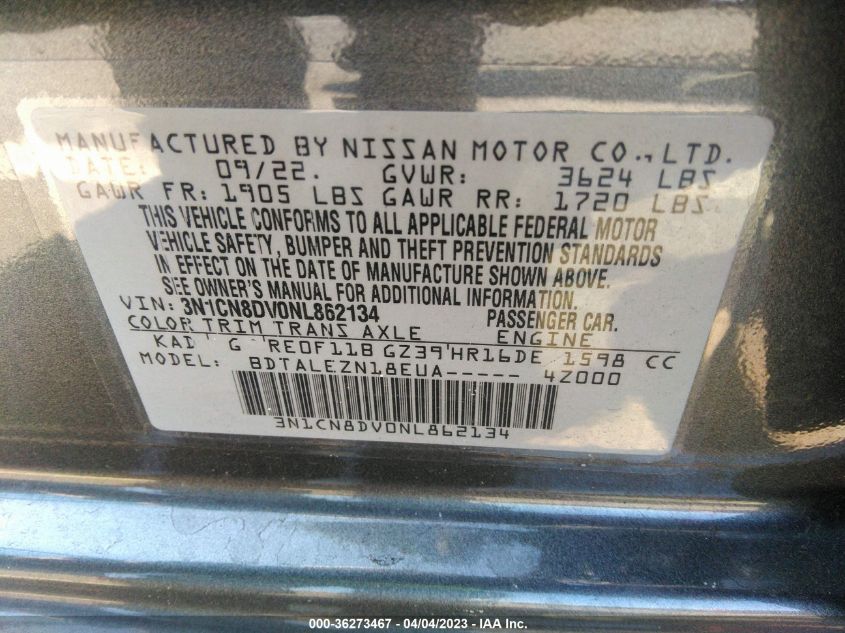 MANUFACTURED BY NISSAN MOTOR CO., LTD.
DATE: 09/22. GVWR: 3624 LBS
GAWR FR: 1905 LBS GAWR RR: 1720 LBS.
THIS VEHICLE CONFORMS TO ALL APPLICABLE FEDERAL MOTOR
VEHICLE SAFETY, BUMPER AND THEFT PREVENTION STANDARDS
IN EFFECT ON THE DATE OF MANUFACTURE SHOWN ABOVE.
SEE OWNER'S MANUAL FOR ADDITIONAL INFORMATION.
VIN: 3N1CN8DV0NL862134 PASSENGER CAR.
COLOR TRIM TRANS AXLE ENGINE
KAD G RE0F11B GZ39 HR16DE 1598 CC
MODEL: BDTALEZN18EUA----- 4Z000
3N1CN8DV0NL862134
000-36273467 - 04/04/2023 - IAA Inc.